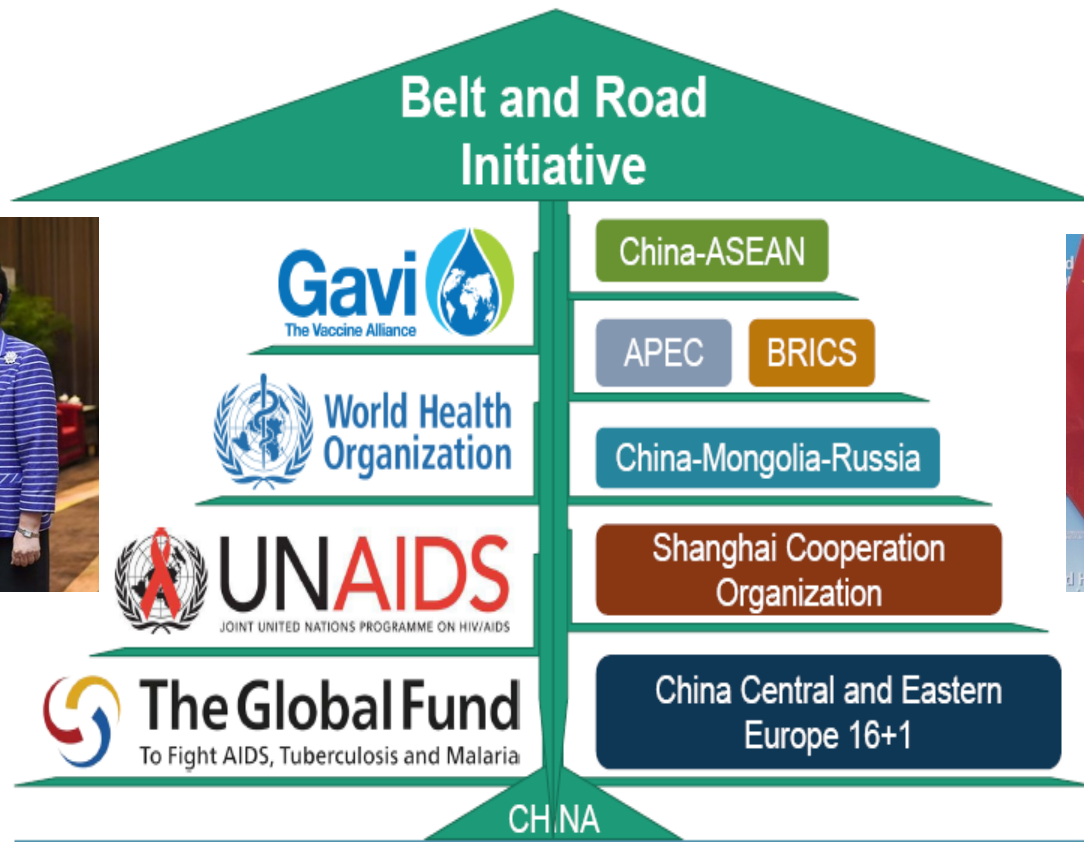 Belt and Road
Initiative
Gavi
The Vaccine Alliance
World Health
Organization
UNAIDS
JOINT UNITED NATIONS PROGRAMME ON HIV/AIDS
The Global Fund
To Fight AIDS, Tuberculosis and Malaria
China-ASEAN
APEC
BRICS
China-Mongolia-Russia
Shanghai Cooperation
Organization
China Central and Eastern
Europe 16+1
CHINA